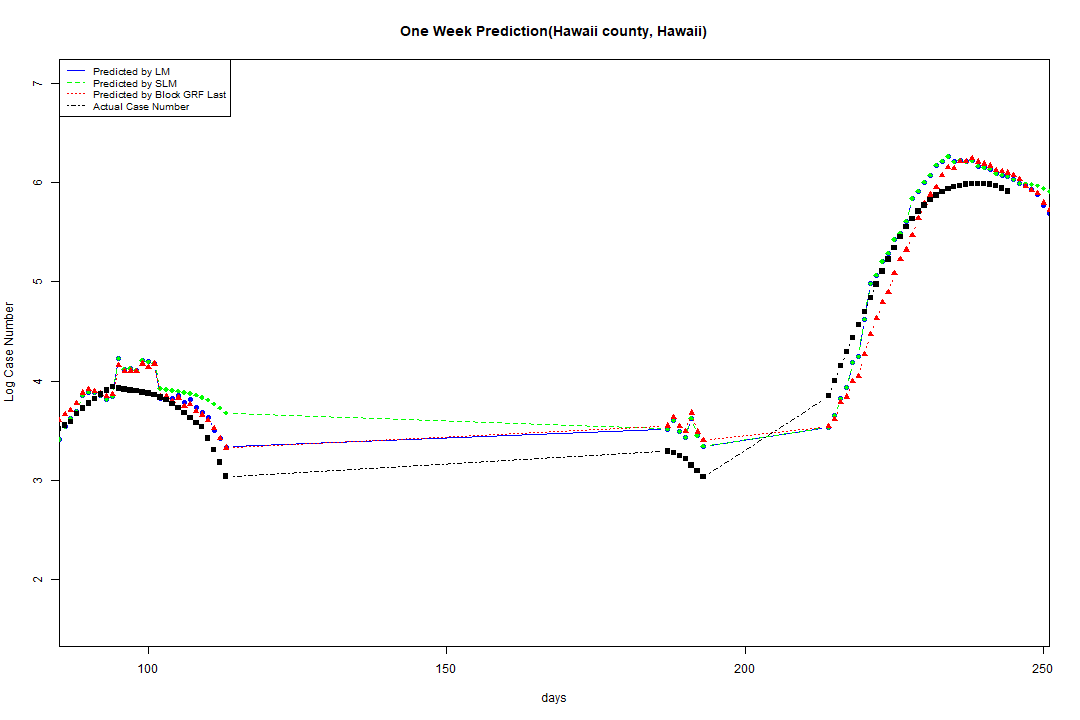 One Week Prediction(Hawaii county, Hawaii)
Predicted by LM
Predicted by SLM
Predicted by Block GRF Last
Actual Case Number
7
6
5
4
3
2
Log Case Number
100 150 200 250
days